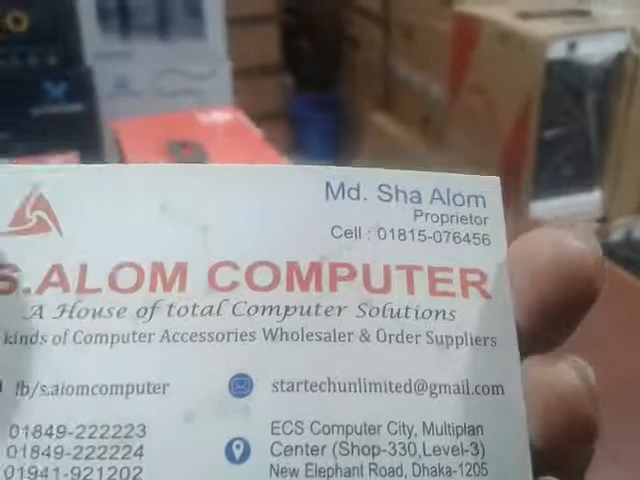 Md. Sha Alom
Proprietor
Cell : 01815-076456
S.ALOM COMPUTER
A House of total Computer Solutions
kinds of Computer Accessories Wholesaler & Order Suppliers
fb/s.alomcomputer
startechunlimited@gmail.com
01849-222223
01849-222224
01941-921202
ECS Computer City, Multiplan
Center (Shop-330,Level-3)
New Elephant Road, Dhaka-1205